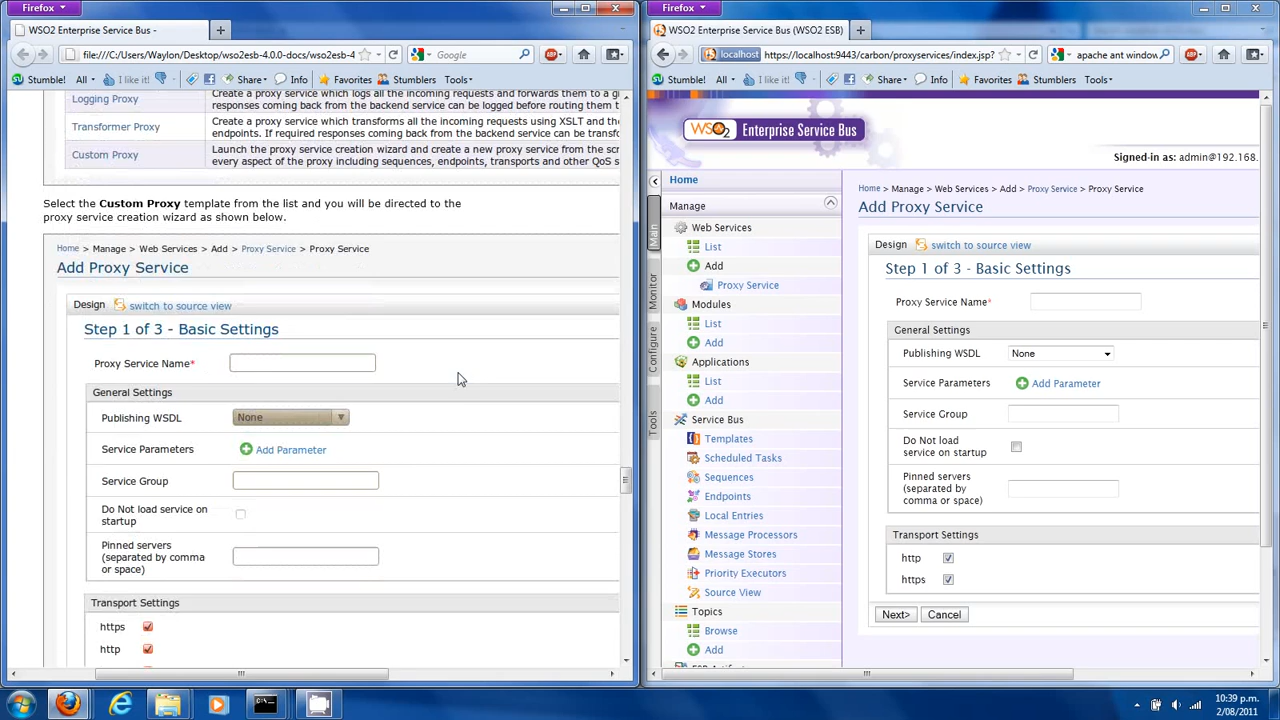 Firefox
WSO2 Enterprise Service Bus -
file:///C:/Users/Waylon/Desktop/wso2esb-4.0.0-docs/wso2esb-4
Google
Stumble! All I like it! Share Info Favorites Stumblers Tools
Logging Proxy
Create a proxy service which logs all the incoming requests and forwards them to a g
responses coming back from the backend service can be logged before routing them t
Transformer Proxy
Create a proxy service which transforms all the incoming requests using XSLT and the
endpoints. If required responses coming back from the backend service can be transf
Custom Proxy
Launch the proxy service creation wizard and create a new proxy service from the scr
every aspect of the proxy including sequences, endpoints, transports and other QoS s
Select the Custom Proxy template from the list and you will be directed to the
proxy service creation wizard as shown below.
Home > Manage > Web Services > Add > Proxy Service > Proxy Service
Add Proxy Service
Design switch to source view
Step 1 of 3 - Basic Settings
Proxy Service Name*
General Settings
Publishing WSDL None
Service Parameters Add Parameter
Service Group
Do Not load service on
startup
Pinned servers
(separated by comma
or space)
Transport Settings
https
http
Firefox
WSO2 Enterprise Service Bus (WSO2 ESB)
localhost https://localhost:9443/carbon/proxyservices/index.jsp?
apache ant window
Stumble! All I like it! Share Info Favorites Stumblers Tools
WSO2 Enterprise Service Bus
Signed-in as: admin@192.168.
Main
Monitor
Configure
Tools
Home
Manage
Web Services
List
Add
Proxy Service
Modules
List
Add
Applications
List
Add
Service Bus
Templates
Scheduled Tasks
Sequences
Endpoints
Local Entries
Message Processors
Message Stores
Priority Executors
Source View
Topics
Browse
Add
Home > Manage > Web Services > Add > Proxy Service > Proxy Service
Add Proxy Service
Design switch to source view
Step 1 of 3 - Basic Settings
Proxy Service Name*
General Settings
Publishing WSDL None
Service Parameters Add Parameter
Service Group
Do Not load
service on startup
Pinned servers
(separated by
comma or space)
Transport Settings
http
https
Next> Cancel
10:39 p.m.
2/08/2011